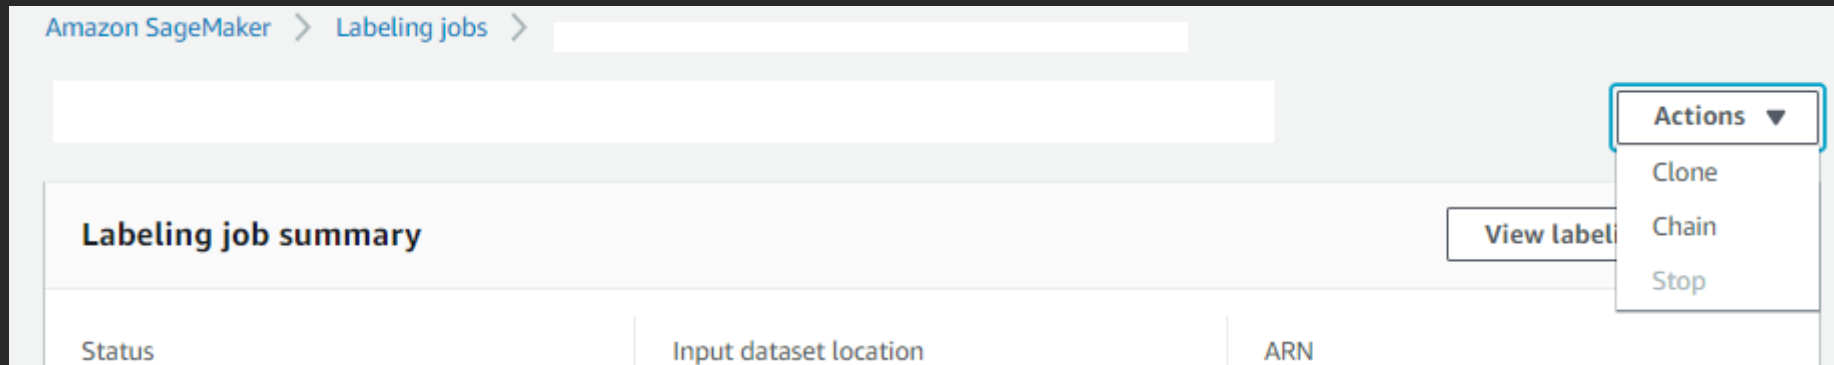 Amazon SageMaker > Labeling jobs >
Actions ▼
Clone
Chain
Stop
Labeling job summary
View labeli
Status
Input dataset location
ARN